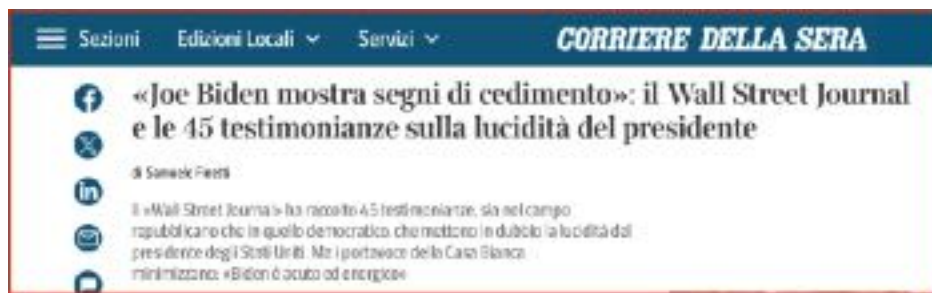 Sezioni Edizioni Locali Servizi CORRIERE DELLA SERA
«Joe Biden mostra segni di cedimento»: il Wall Street Journal
e le 45 testimonianze sulla lucidità del presidente
di
Il «Wall Street Journal» ha raccolto 45 testimonianze, sia nel campo
repubblicano che in quello democratico, che mettono in dubbio la lucidità del
presidente degli Stati Uniti. Ma i portavoce della Casa Bianca
minimizzano: «Biden è acuto ed energico»